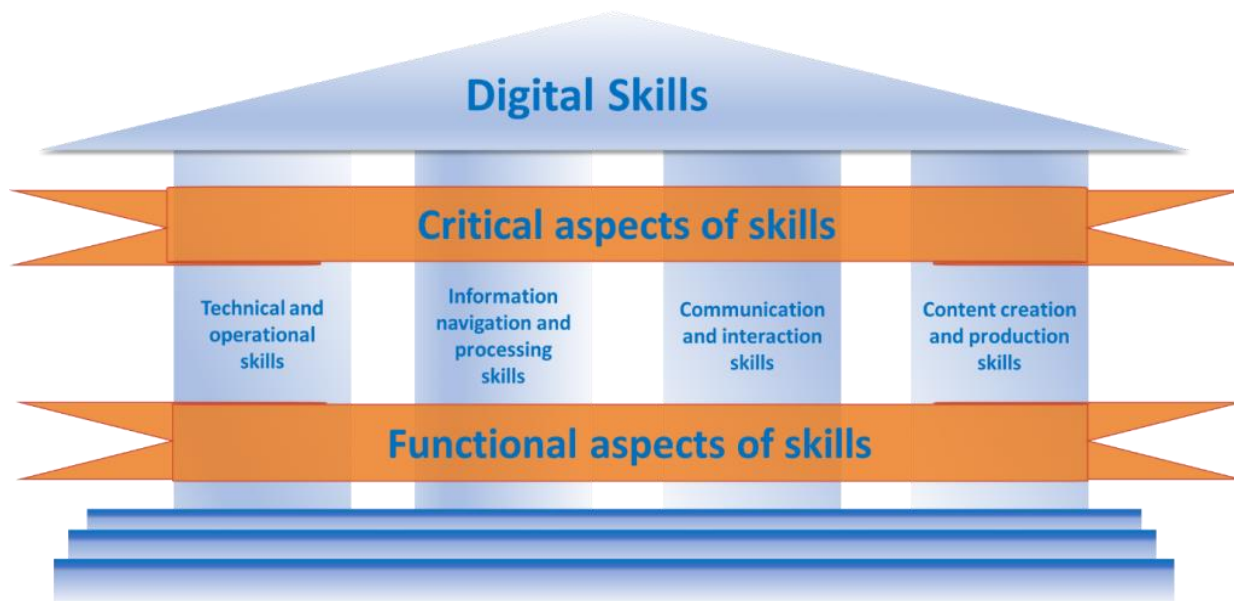 Digital Skills
Critical aspects of skills
Technical and
operational
skills
Information
navigation and
processing
skills
Communication
and interaction
skills
Content creation
and production
skills
Functional aspects of skills